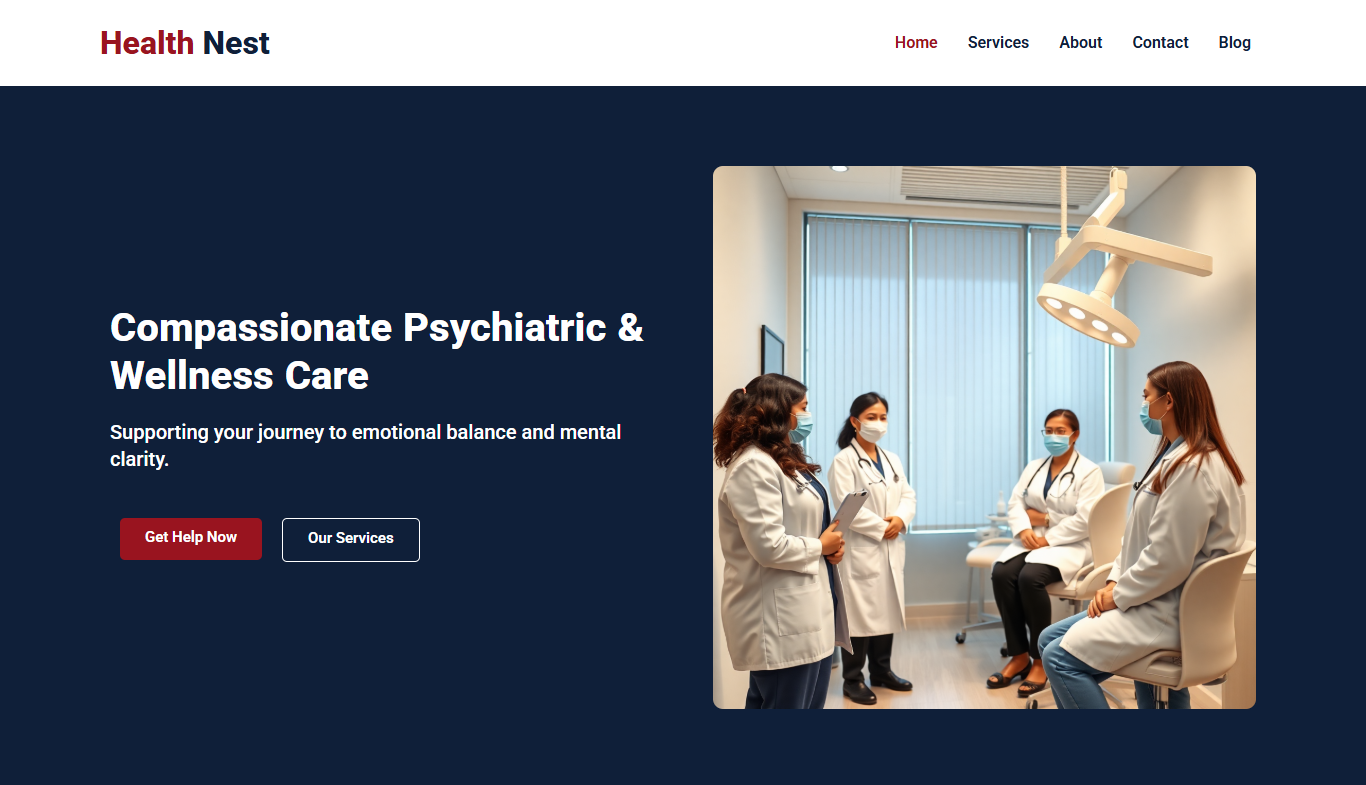 Health Nest
Home Services About Contact Blog
Compassionate Psychiatric &
Wellness Care
Supporting your journey to emotional balance and mental
clarity.
Get Help Now
Our Services